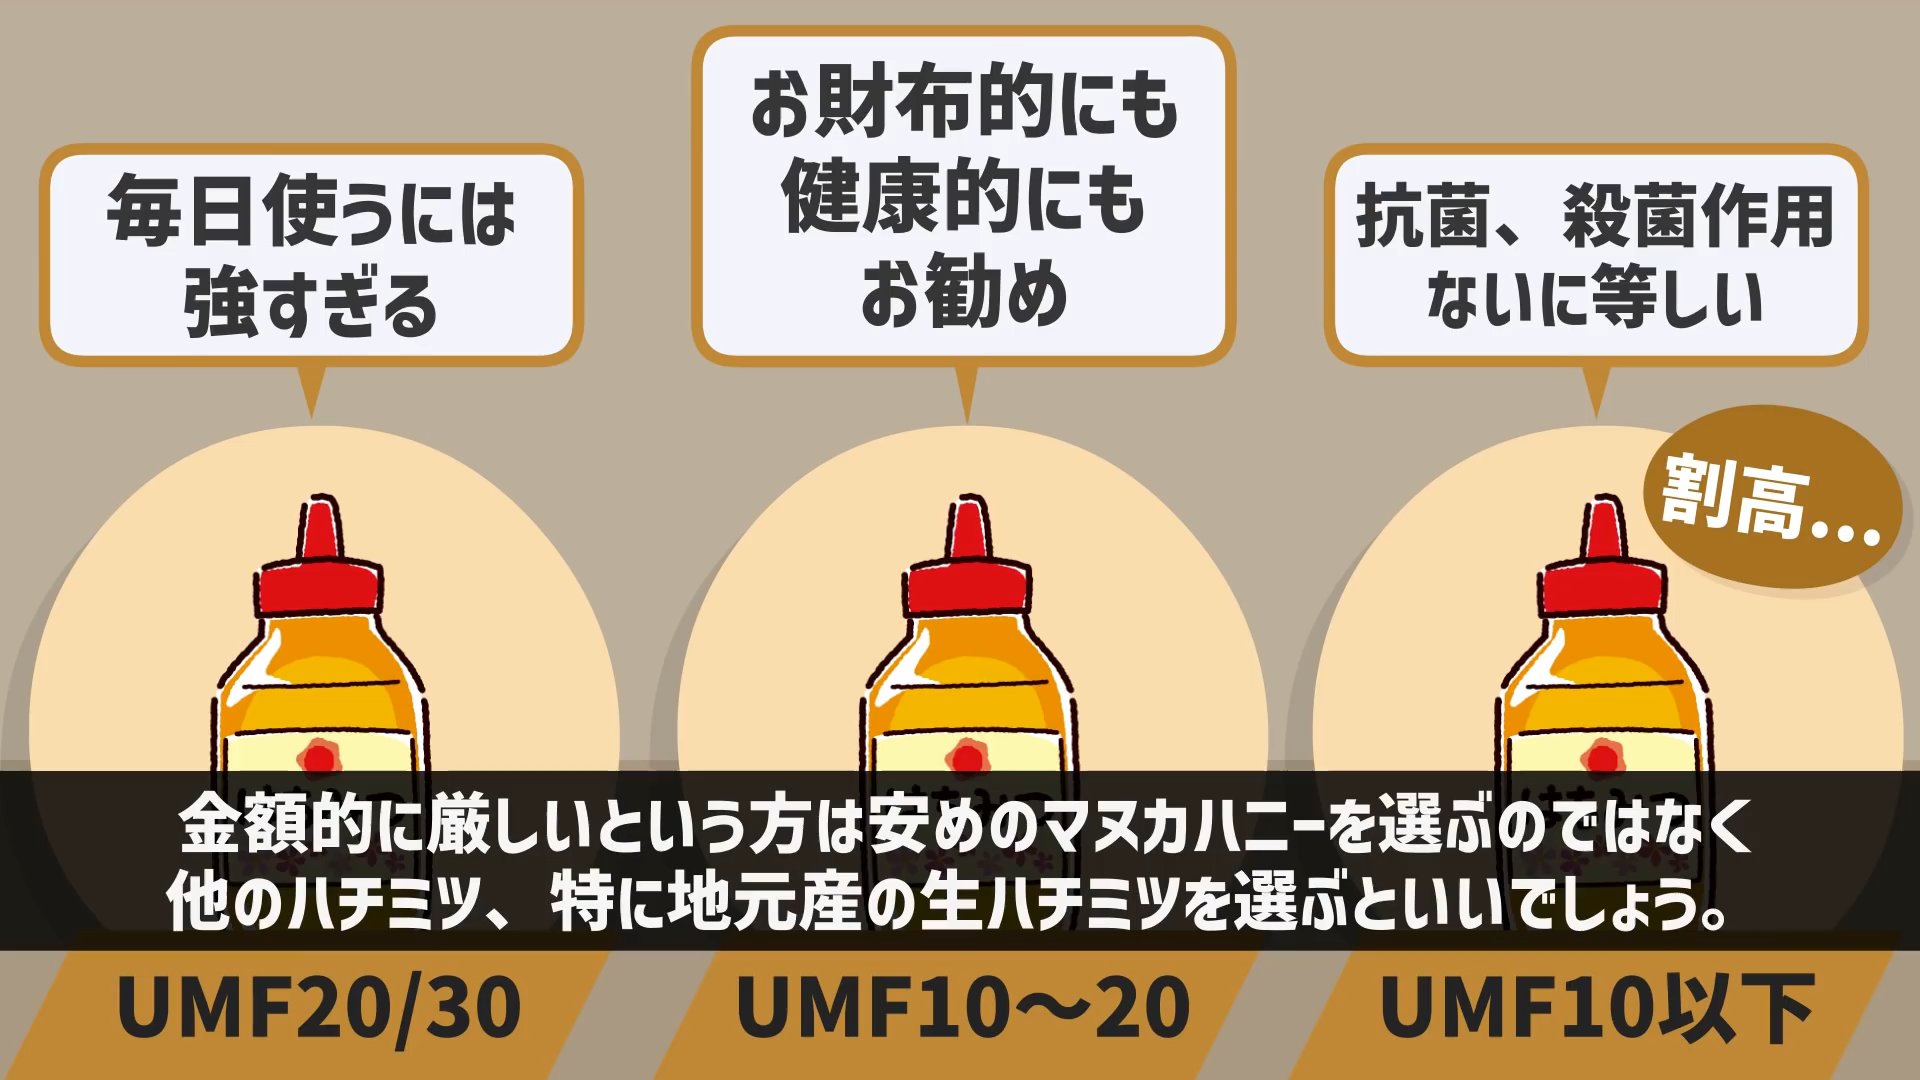 毎日使うには
強すぎる
お財布的にも
健康的にも
お勧め
抗菌、殺菌作用
ないに等しい
割高...
金額的に厳しいという方は安めのマヌカハニーを選ぶのではなく
他のハチミツ、特に地元産の生ハチミツを選ぶといいでしょう。
UMF20/30
UMF10〜20
UMF10以下